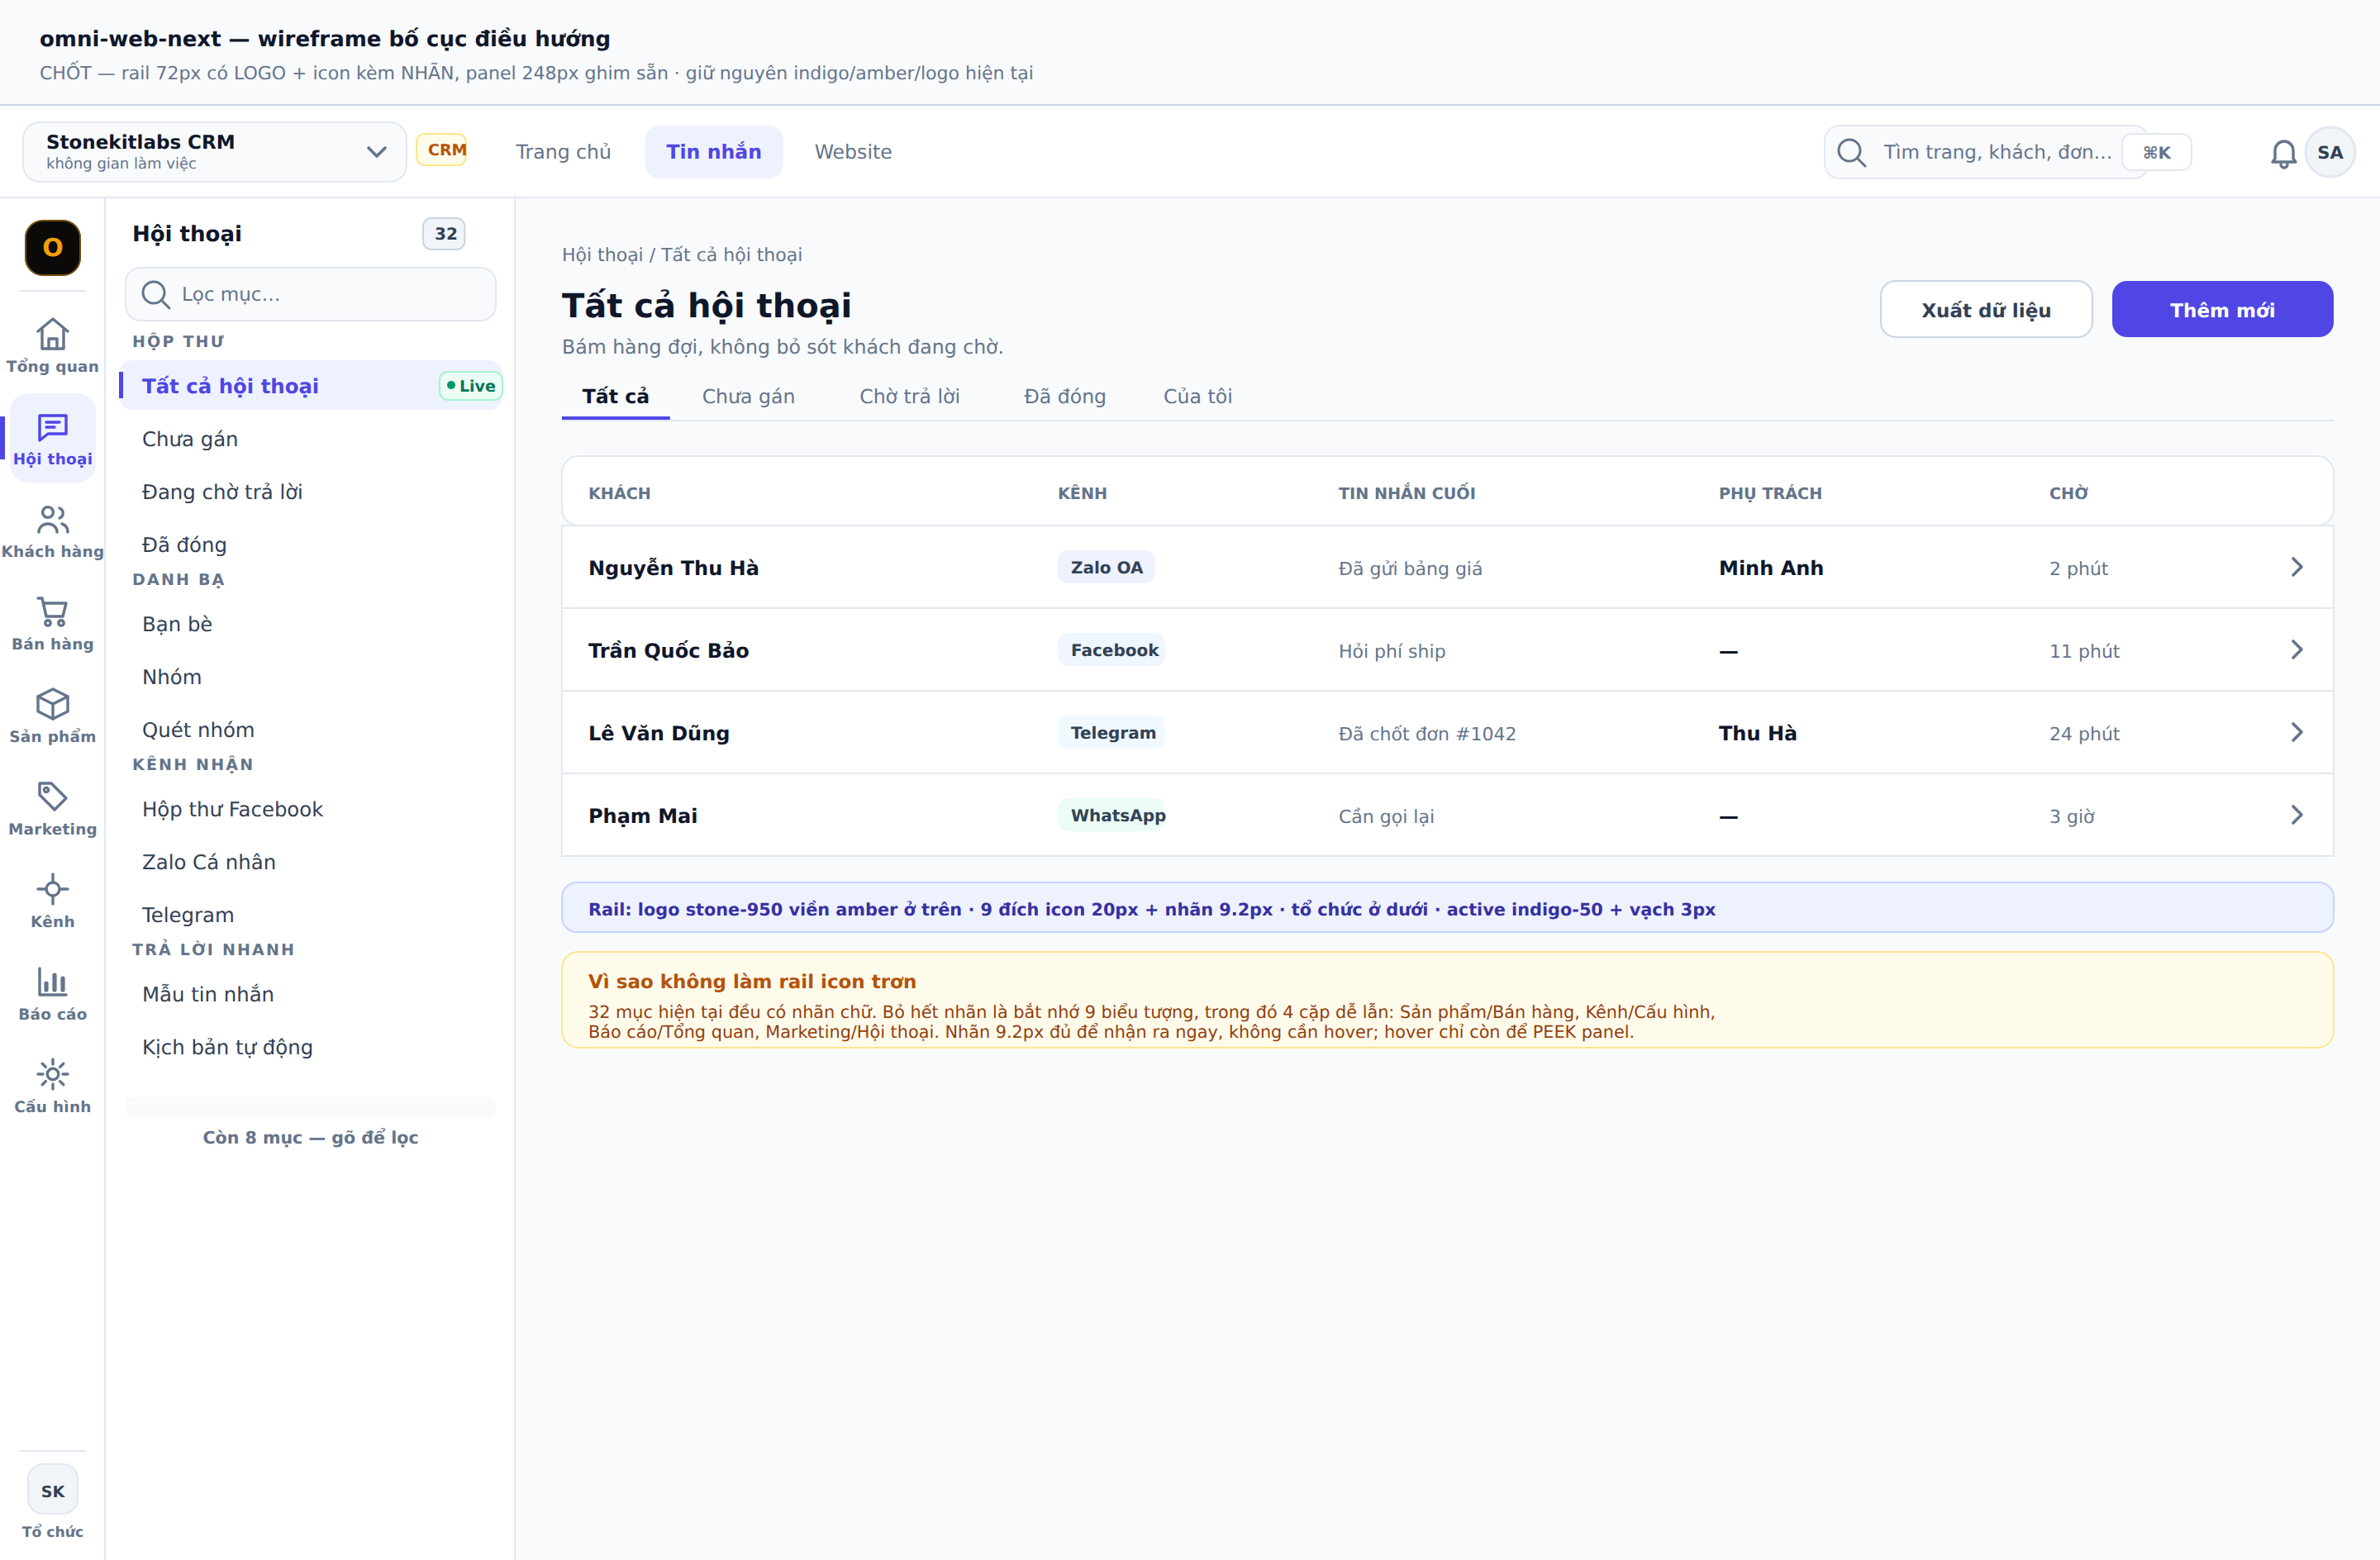 omni-web-next — wireframe bố cục điều hướng
CHỐT — rail 72px có LOGO + icon kèm NHÃN, panel 248px ghim sẵn · giữ nguyên indigo/amber/logo hiện tại
Stonekitlabs CRM
không gian làm việc
CRM
Trang chủ
Tin nhắn
Website
Tìm trang, khách, đơn…
⌘K
SA
O
Tổng quan
Hội thoại
Khách hàng
Bán hàng
Sản phẩm
Marketing
Kênh
Báo cáo
Cấu hình
SK
Tổ chức
Hội thoại
32
Lọc mục…
HỘP THƯ
Tất cả hội thoại
Live
Chưa gán
Đang chờ trả lời
Đã đóng
DANH BẠ
Bạn bè
Nhóm
Quét nhóm
KÊNH NHẬN
Hộp thư Facebook
Zalo Cá nhân
Telegram
TRẢ LỜI NHANH
Mẫu tin nhắn
Kịch bản tự động
Còn 8 mục — gõ để lọc
Hội thoại / Tất cả hội thoại
Tất cả hội thoại
Bám hàng đợi, không bỏ sót khách đang chờ.
Xuất dữ liệu
Thêm mới
Tất cả
Chưa gán
Chờ trả lời
Đã đóng
Của tôi
KHÁCH
KÊNH
TIN NHẮN CUỐI
PHỤ TRÁCH
CHỜ
Nguyễn Thu Hà
Zalo OA
Đã gửi bảng giá
Minh Anh
2 phút
Trần Quốc Bảo
Facebook
Hỏi phí ship
—
11 phút
Lê Văn Dũng
Telegram
Đã chốt đơn #1042
Thu Hà
24 phút
Phạm Mai
WhatsApp
Cần gọi lại
—
3 giờ
Rail: logo stone-950 viền amber ở trên · 9 đích icon 20px + nhãn 9.2px · tổ chức ở dưới · active indigo-50 + vạch 3px
Vì sao không làm rail icon trơn
32 mục hiện tại đều có nhãn chữ. Bỏ hết nhãn là bắt nhớ 9 biểu tượng, trong đó 4 cặp dễ lẫn: Sản phẩm/Bán hàng, Kênh/Cấu hình,
Báo cáo/Tổng quan, Marketing/Hội thoại. Nhãn 9.2px đủ để nhận ra ngay, không cần hover; hover chỉ còn để PEEK panel.